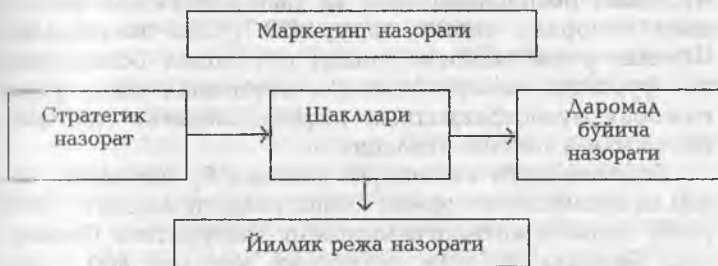 Маркетинг назорати
Стратегик
назорат
Шакллари
Даромад
бўйича
назорати
Йиллик режа назорати